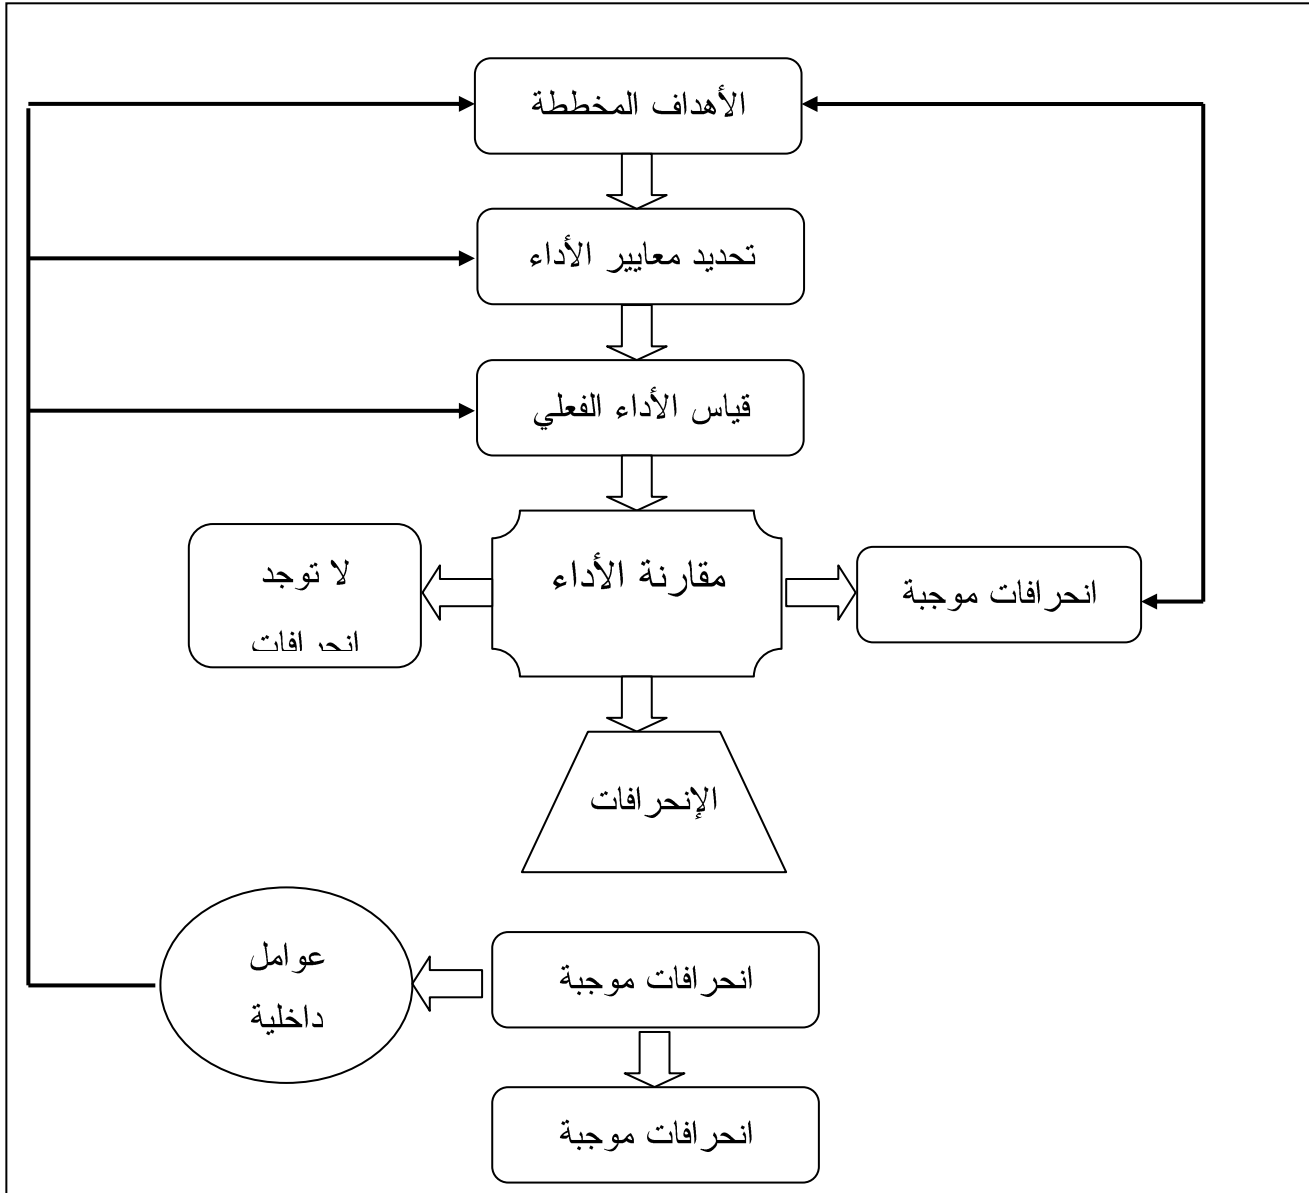 الأهداف المخططة
تحديد معايير الأداء
قياس الأداء الفعلي
مقارنة الأداء
انحرافات موجبة
لا توجد
انحرافات
الإنحرافات
انحرافات موجبة
عوامل
داخلية
انحرافات موجبة